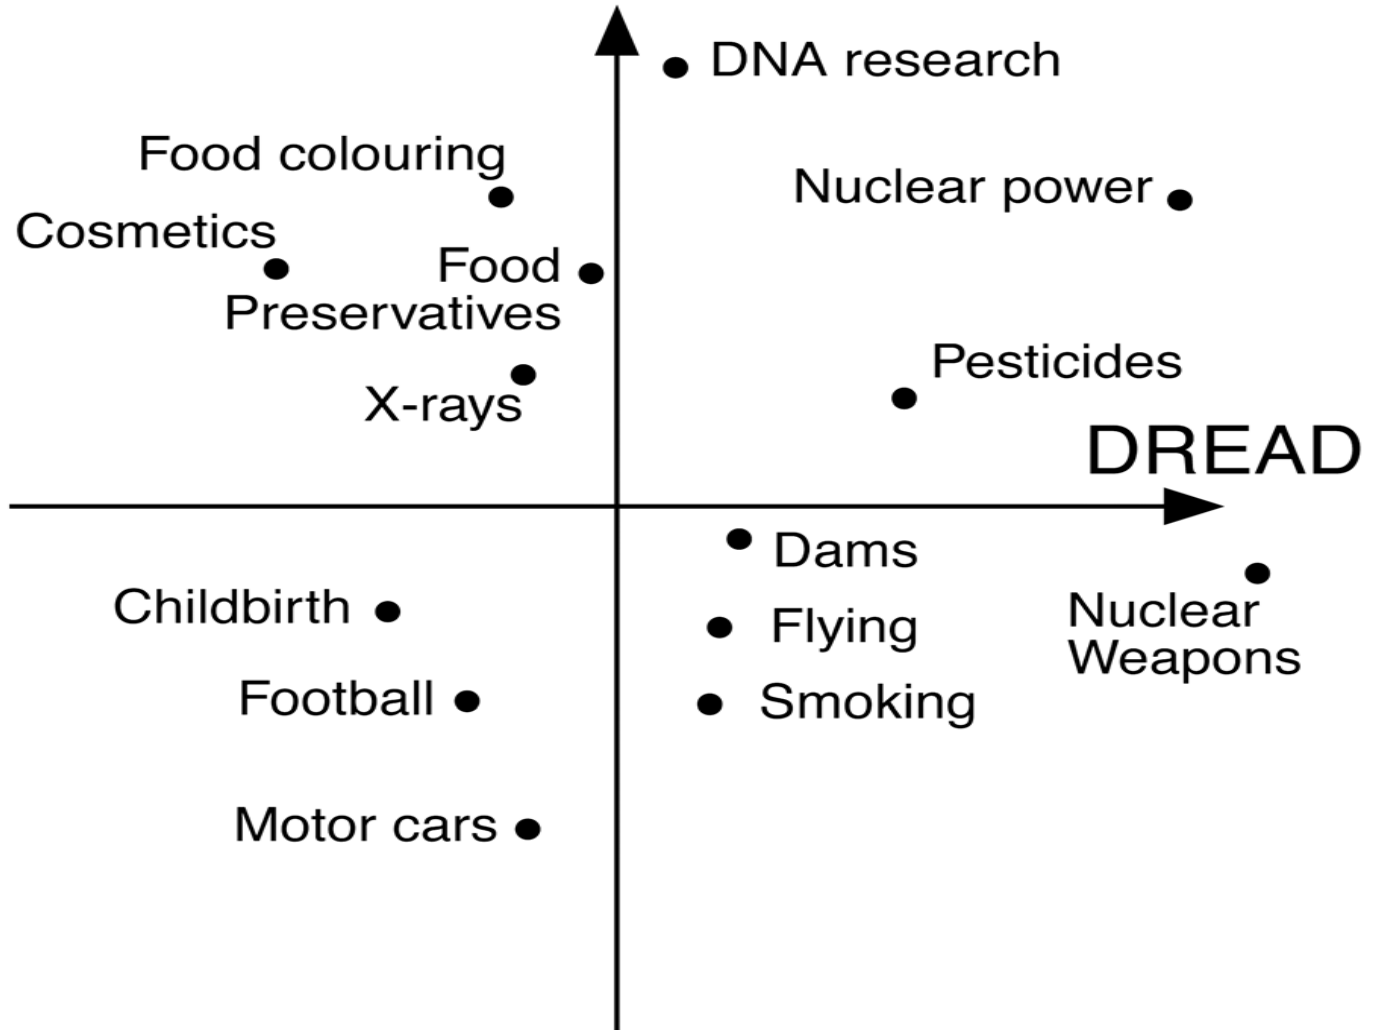 DNA research
Food colouring
Nuclear power
Cosmetics
Food
Preservatives
Pesticides
X-rays
DREAD
Dams
Childbirth
Nuclear
Weapons
Flying
Football
Smoking
Motor cars